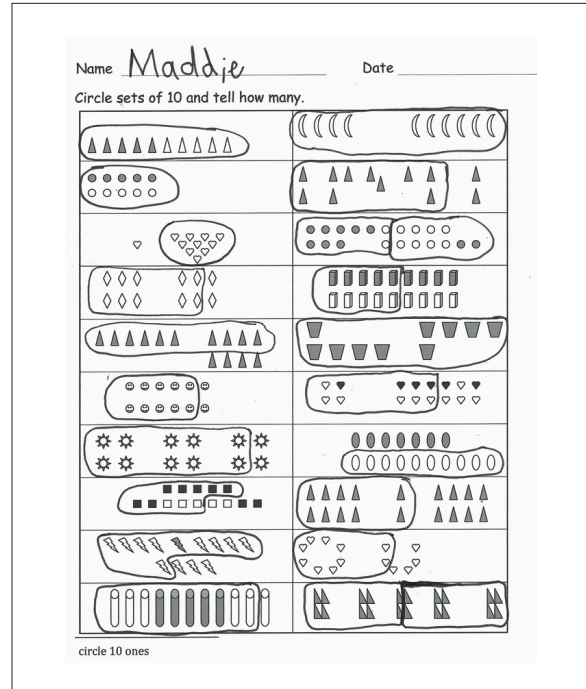 Name Maddie Date
Circle sets of 10 and tell how many.
circle 10 ones